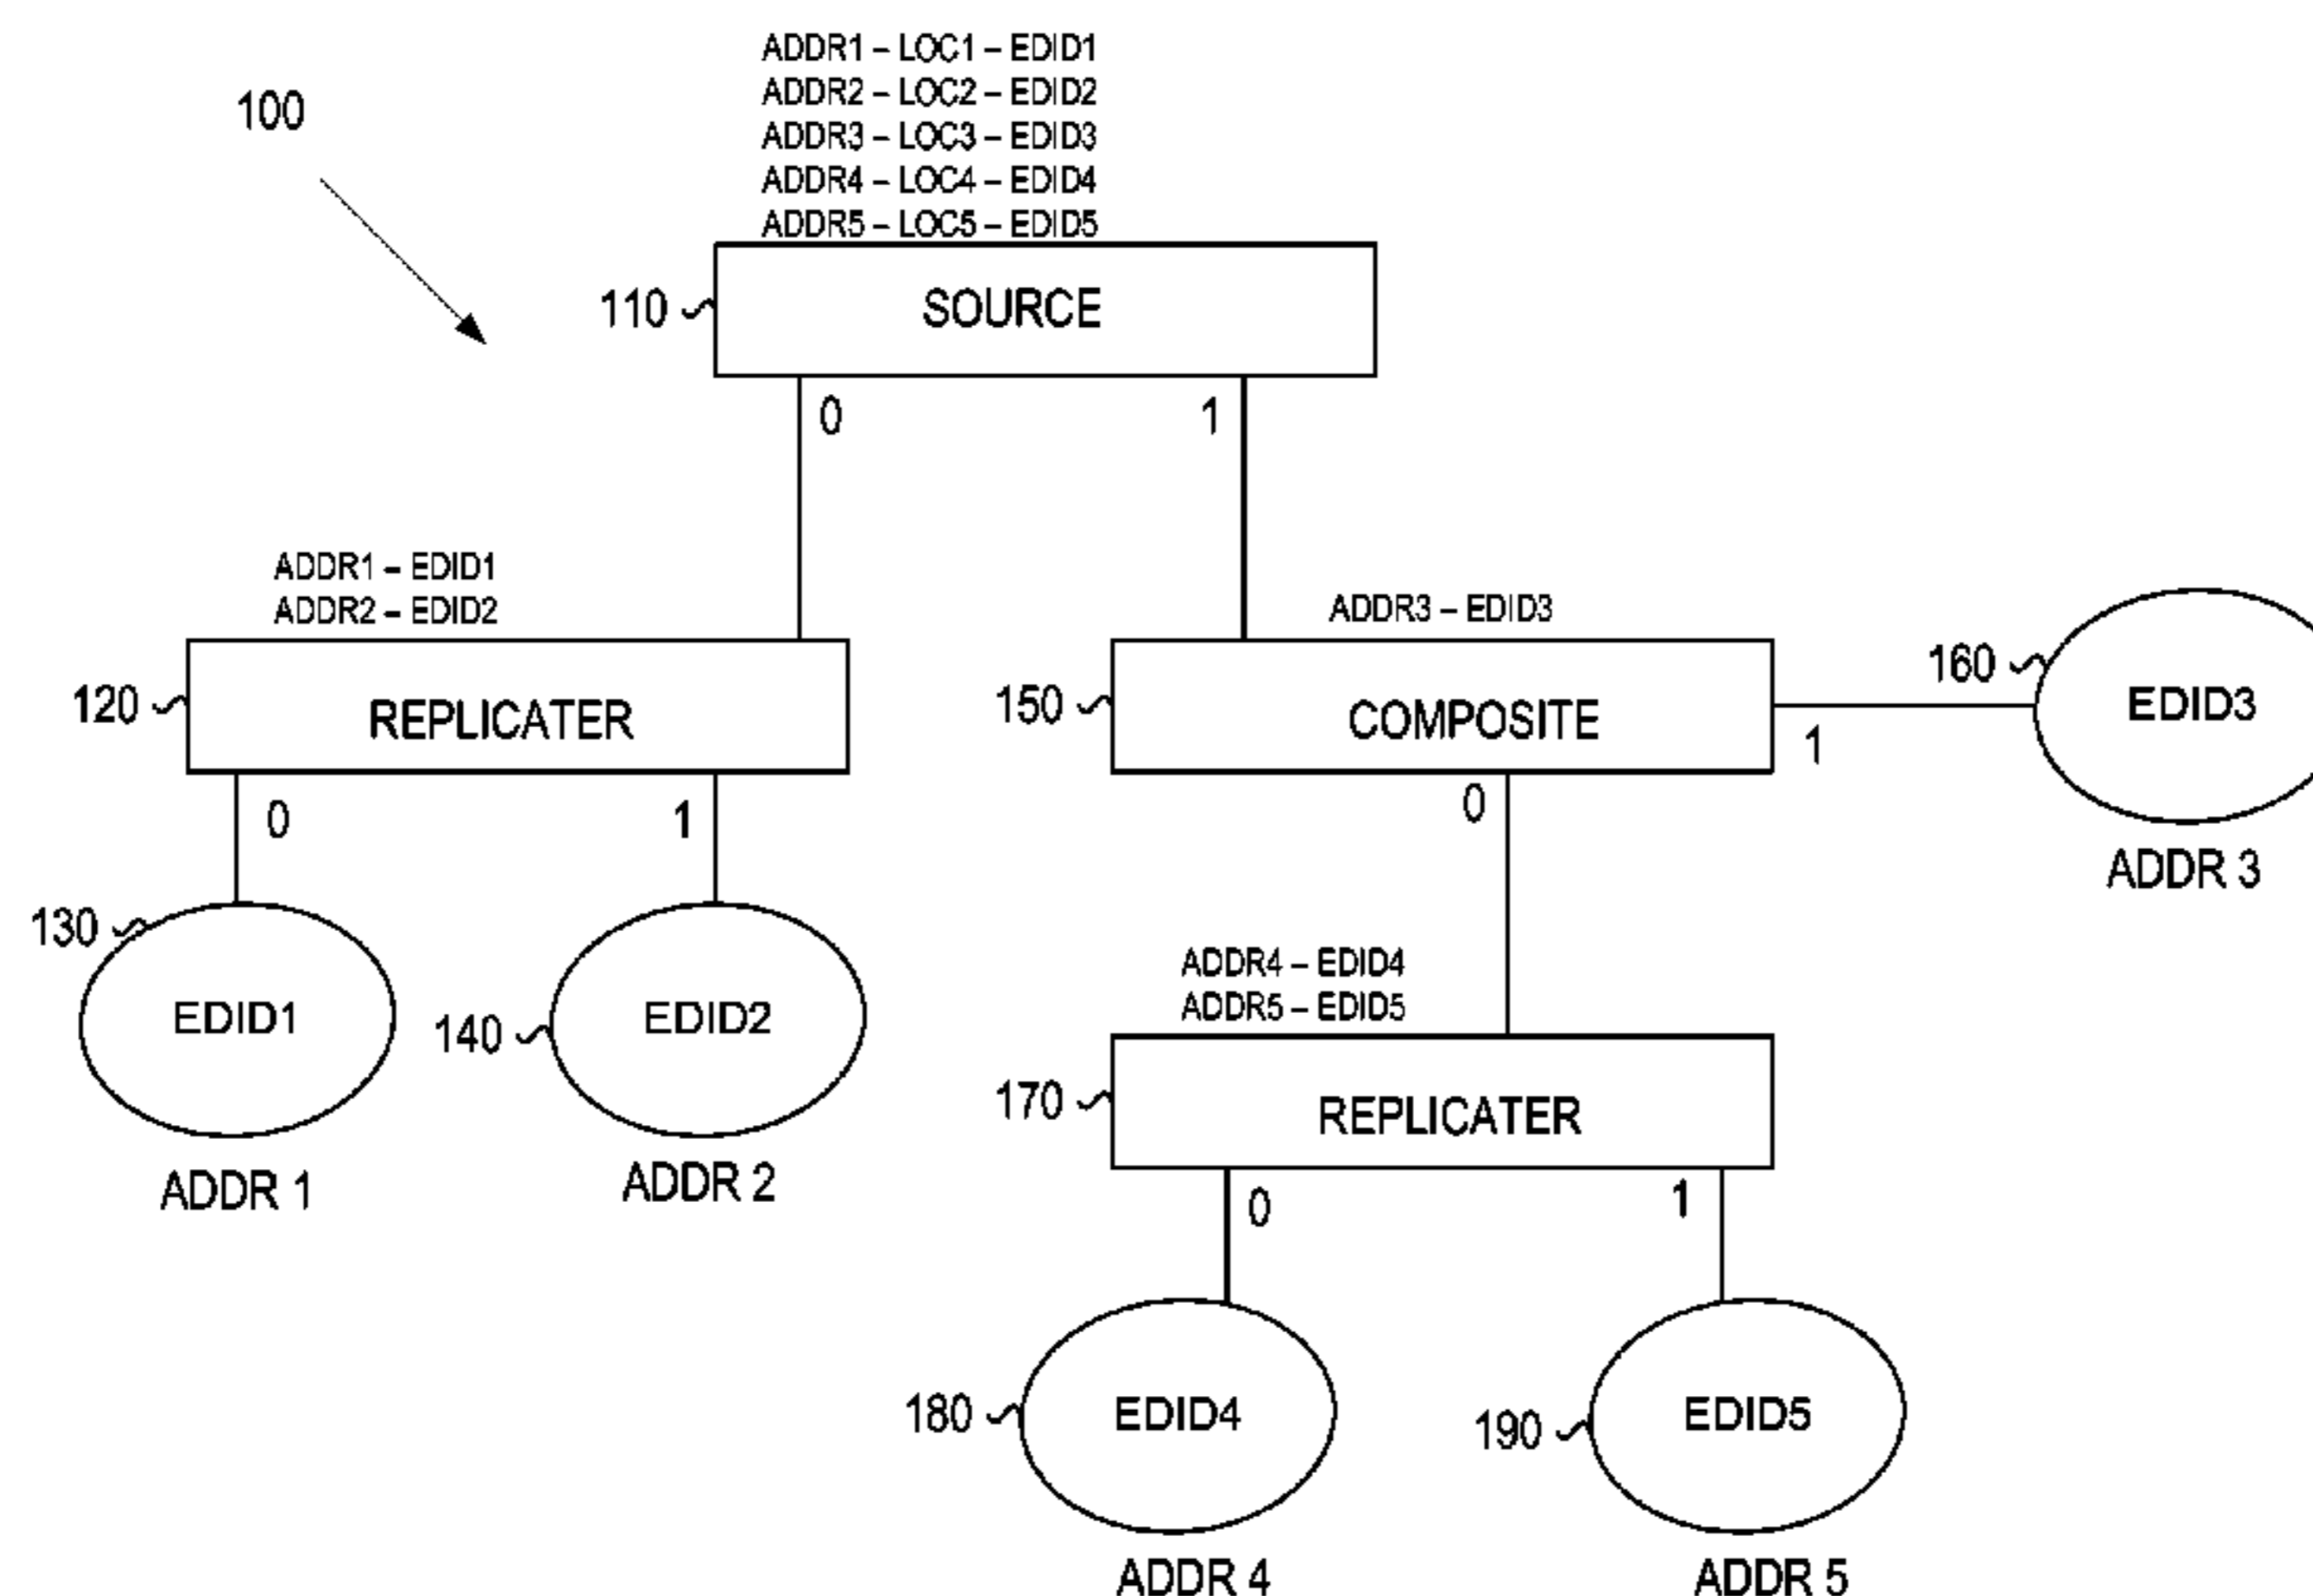 ADDR1 – LOC1 – EDID1
ADDR2 – LOC2 – EDID2
ADDR3 – LOC3 – EDID3
ADDR4 – LOC4 – EDID4
ADDR5 – LOC5 – EDID5
100
110
SOURCE
0
1
ADDR1 – EDID1
ADDR2 – EDID2
120
REPLICATER
0
1
130
EDID1
ADDR 1
140
EDID2
ADDR 2
ADDR3 – EDID3
150
COMPOSITE
0
1
160
EDID3
ADDR 3
ADDR4 – EDID4
ADDR5 – EDID5
170
REPLICATER
0
1
180
EDID4
ADDR 4
190
EDID5
ADDR 5